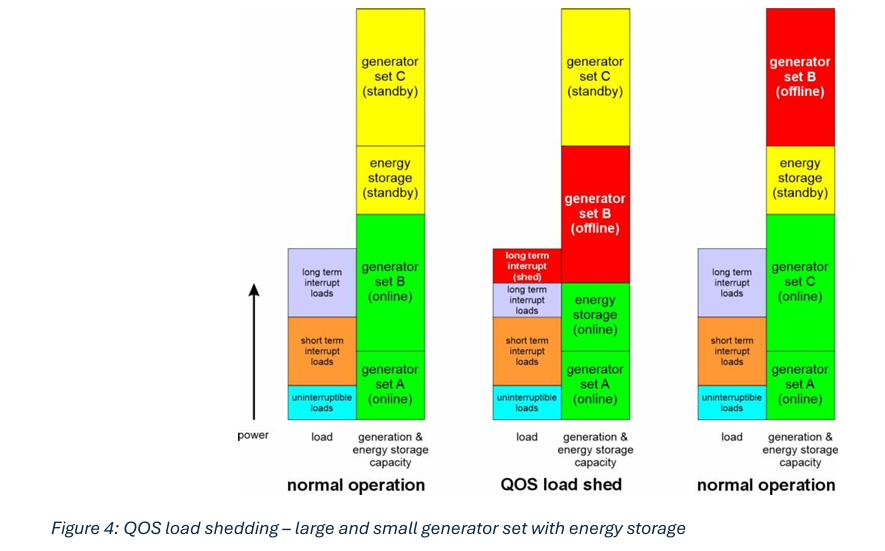 generator
set C
(standby)
energy
storage
(standby)
generator
set B
(online)
generator
set A
(online)
long term
interrupt
loads
short term
interrupt
loads
uninterruptible
loads
power
load
generation &
energy storage
capacity
normal operation
generator
set C
(standby)
generator
set B
(offline)
energy
storage
(online)
generator
set A
(online)
long term
interrupt
(shed)
long term
interrupt
loads
short term
interrupt
loads
uninterruptible
loads
load
generation &
energy storage
capacity
QOS load shed
generator
set B
(offline)
energy
storage
(standby)
generator
set C
(online)
generator
set A
(online)
long term
interrupt
loads
short term
interrupt
loads
uninterruptible
loads
load
generation &
energy storage
capacity
normal operation
Figure 4: QOS load shedding – large and small generator set with energy storage